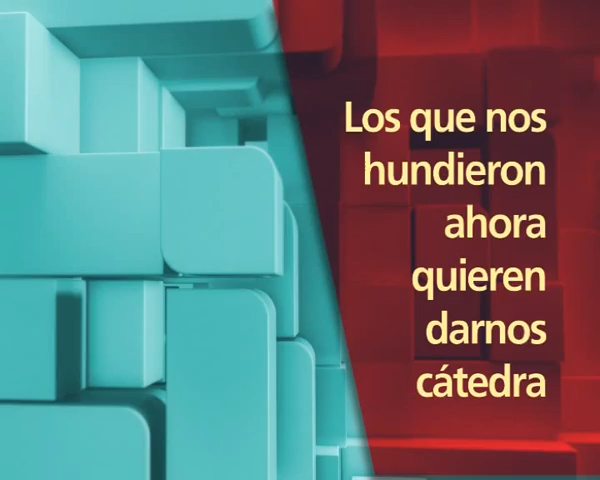 Los que nos
hundieron
ahora
quieren
darnos
cátedra